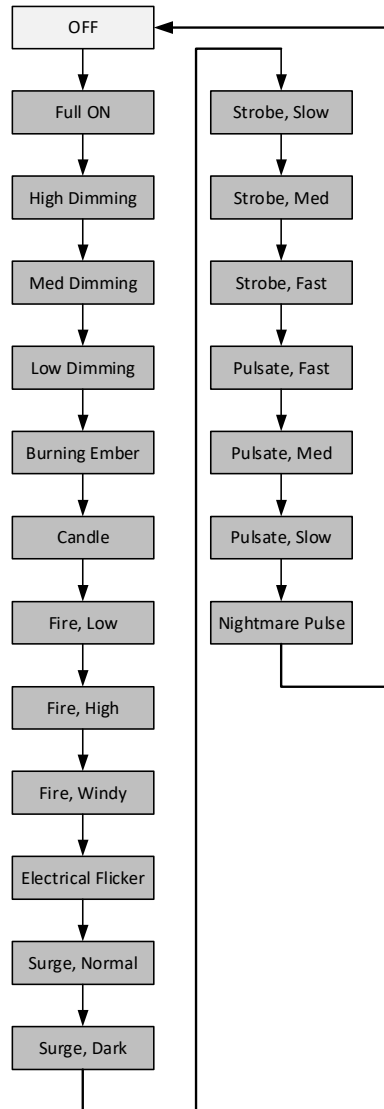 OFF
Full ON
High Dimming
Med Dimming
Low Dimming
Burning Ember
Candle
Fire, Low
Fire, High
Fire, Windy
Electrical Flicker
Surge, Normal
Surge, Dark
Strobe, Slow
Strobe, Med
Strobe, Fast
Pulsate, Fast
Pulsate, Med
Pulsate, Slow
Nightmare Pulse